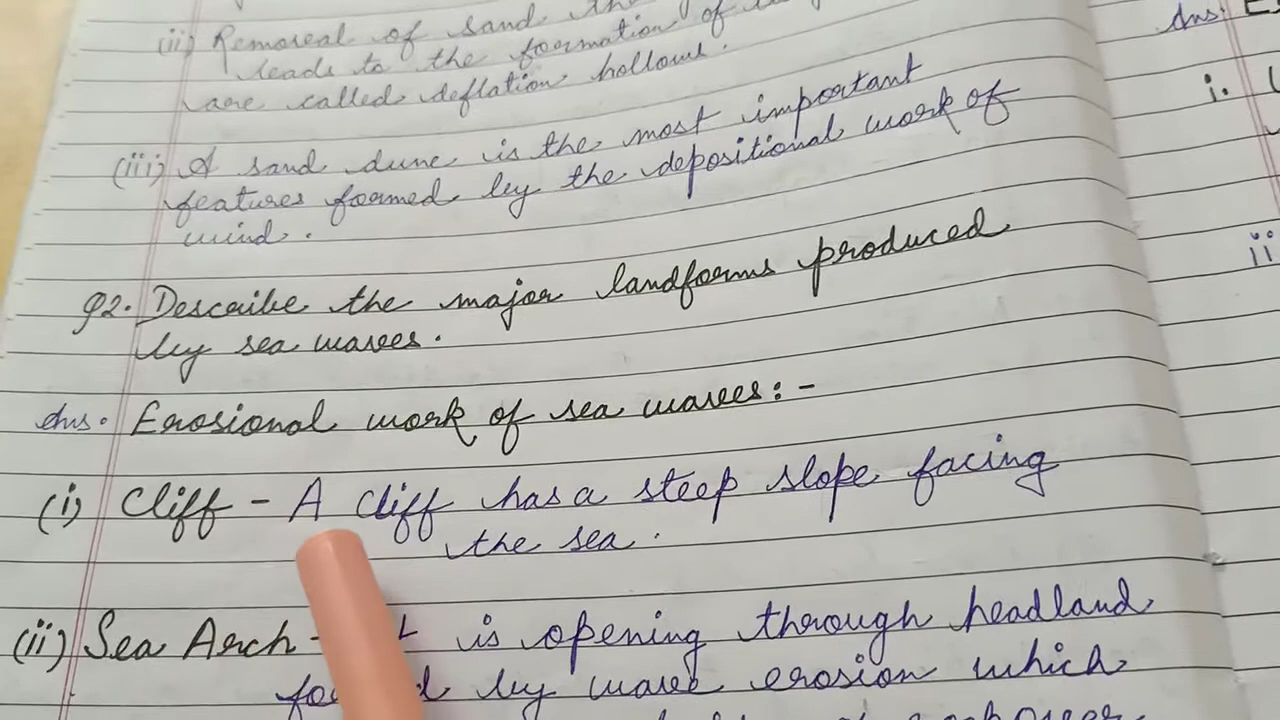 (ii) Removal of sand the
leads to the formation of
are called deflation hollows.
(iii) A sand dune is the most important
features formed by the depositional work of
wind.
Q2. Describe the major landforms produced
by sea waves.
Ans. Erosional work of sea waves:-
(i) Cliff - A Cliff has a steep slope facing
the sea.
(ii) Sea Arch - is opening through headland
by wave erosion which
Ans:
i.
ii